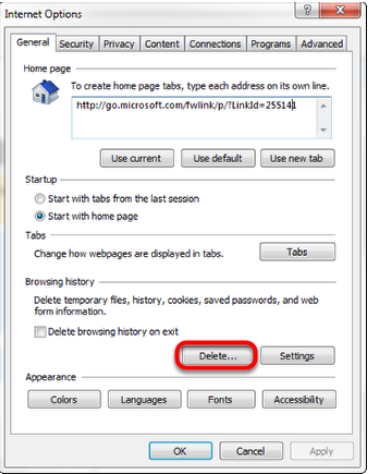 Internet Options
General Security Privacy Content Connections Programs Advanced
Home page
To create home page tabs, type each address on its own line.
http://go.microsoft.com/fwlink/p/?LinkId=255141
Use current Use default Use new tab
Startup
Start with tabs from the last session
Start with home page
Tabs
Change how webpages are displayed in tabs. Tabs
Browsing history
Delete temporary files, history, cookies, saved passwords, and web
form information.
Delete browsing history on exit
Delete... Settings
Appearance
Colors Languages Fonts Accessibility
OK Cancel Apply